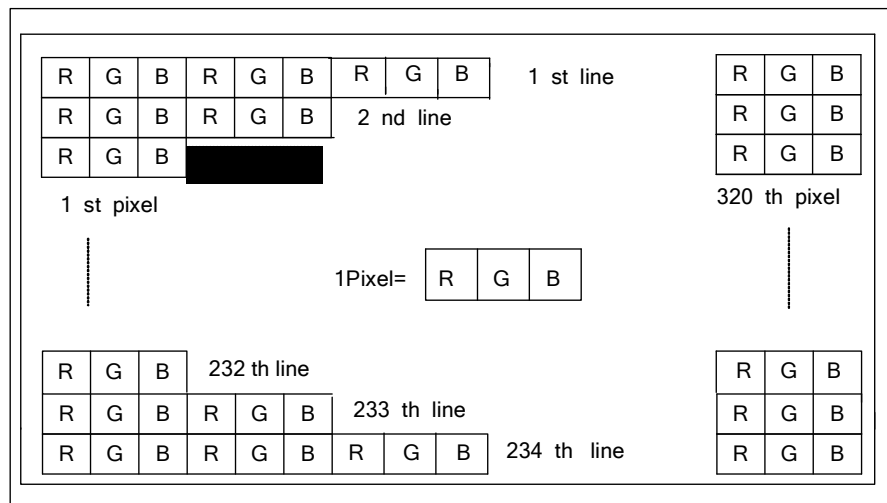 R G B R G B R G B 1 st line R G B
R G B R G B 2 nd line R G B
R G B R G B
1 st pixel 320 th pixel
1Pixel= R G B
R G B 232 th line R G B
R G B R G B 233 th line R G B
R G B R G B R G B 234 th line R G B